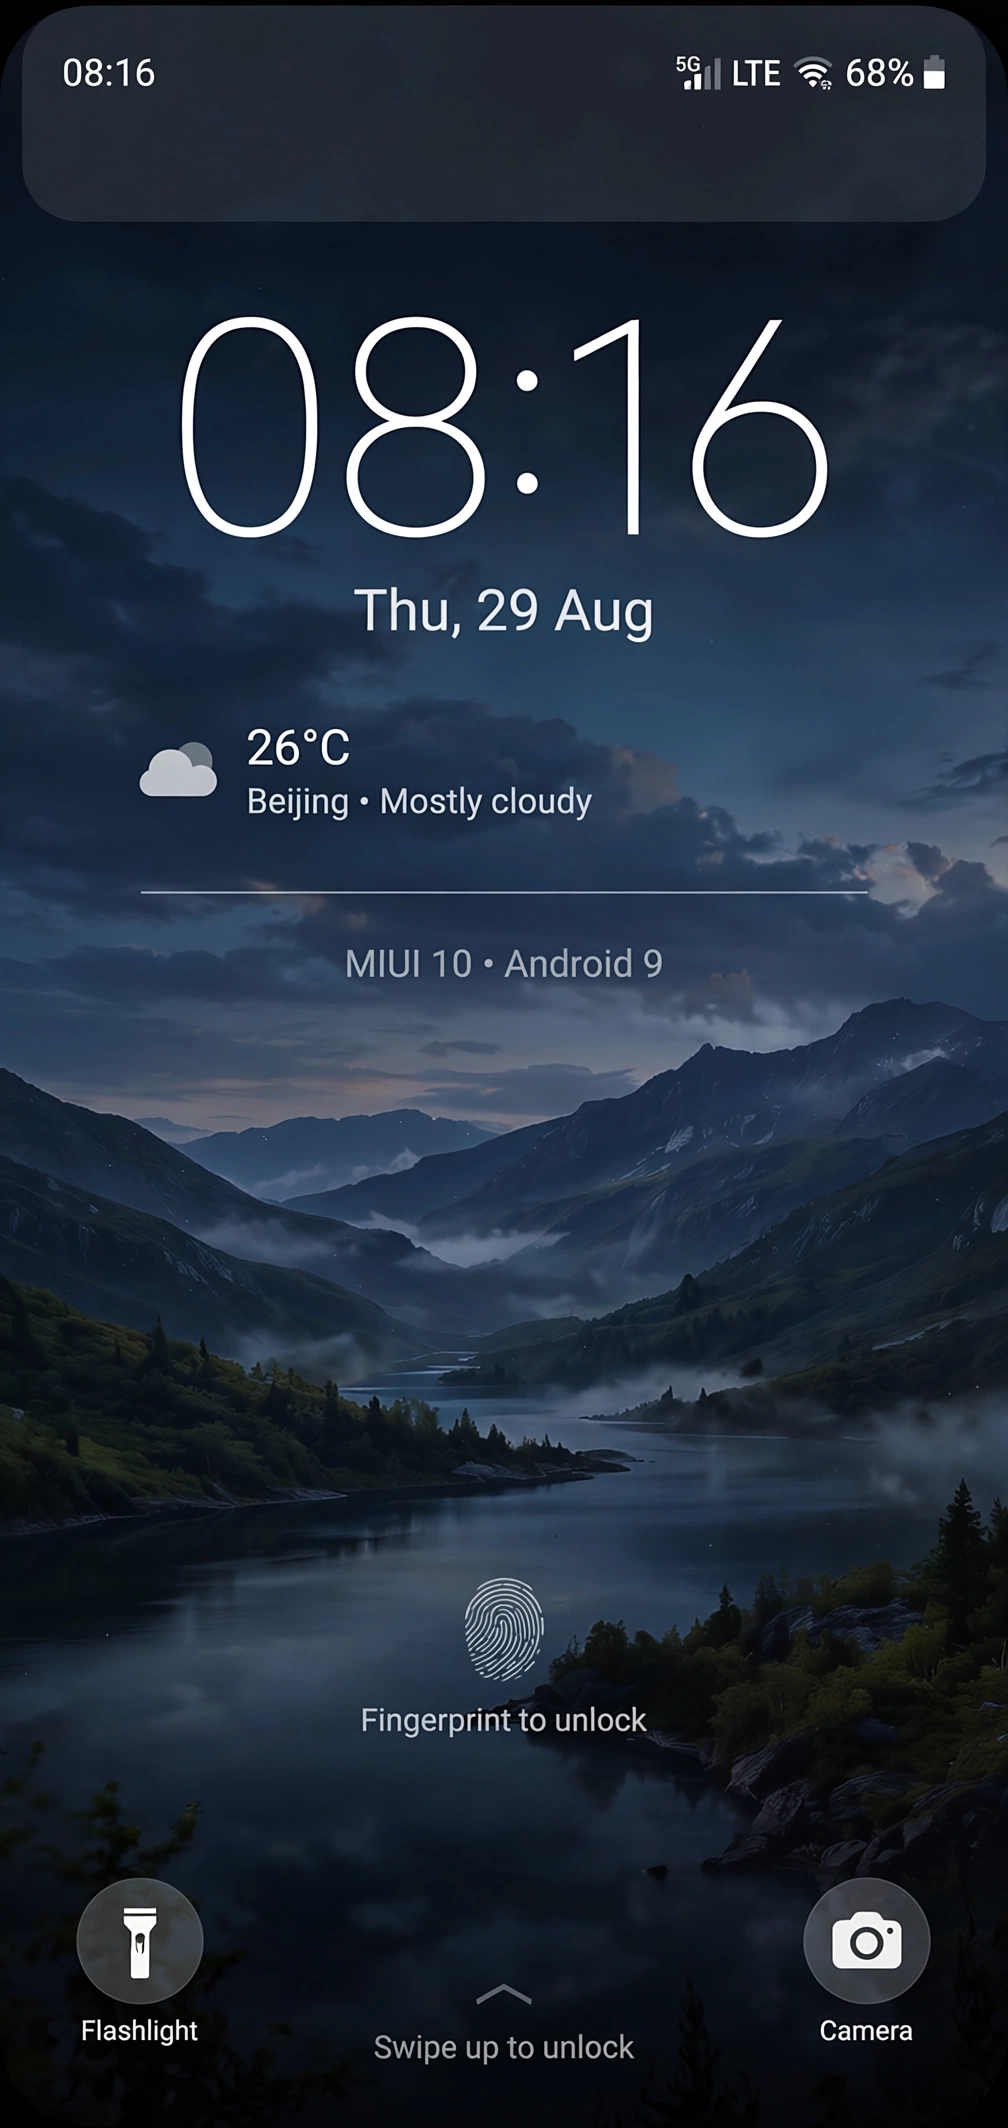 08:16
5G LTE 68%
08:16
Thu, 29 Aug
26°C
Beijing • Mostly cloudy
MIUI 10 • Android 9
Fingerprint to unlock
Flashlight
Camera
Swipe up to unlock